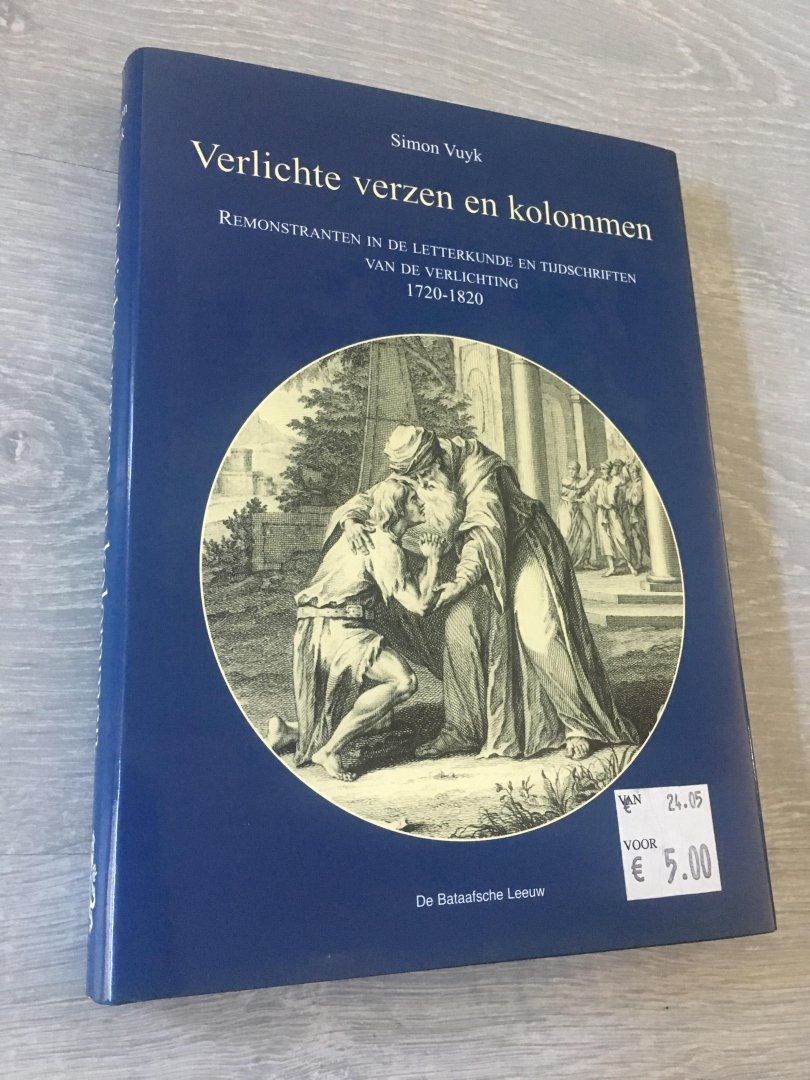 Simon Vuyk
Verlichte verzen en kolommen
REMONSTRANTEN IN DE LETTERKUNDE EN TIJDSCHRIFTEN
VAN DE VERLICHTING
1720-1820
VAN
€ 24.05
VOOR
€ 5.00
De Bataafsche Leeuw